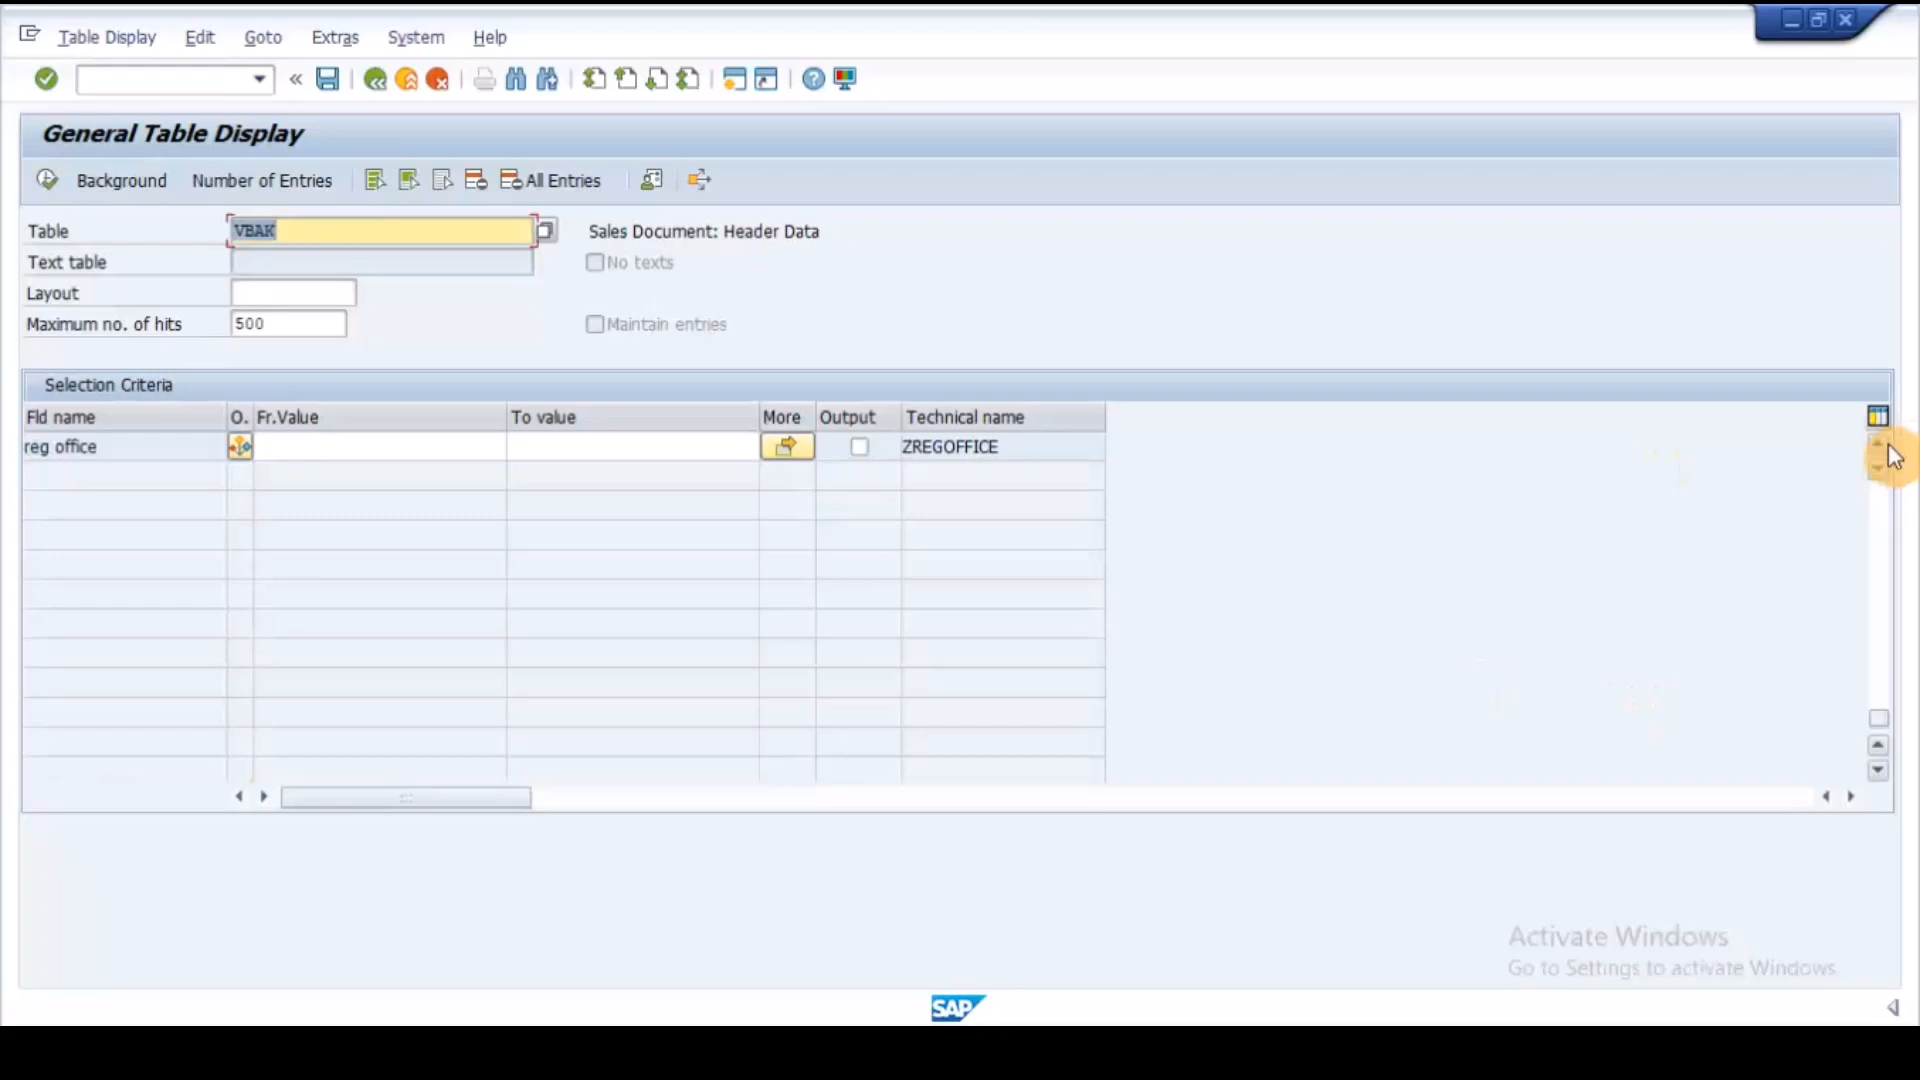 Table Display Edit Goto Extras System Help
General Table Display
Background Number of Entries All Entries
Table VBAK Sales Document: Header Data
Text table No texts
Layout
Maximum no. of hits 500 Maintain entries
Selection Criteria
Fld name O. Fr.Value To value More Output Technical name
reg office ZREGOFFICE
Activate Windows
Go to Settings to activate Windows.
SAP